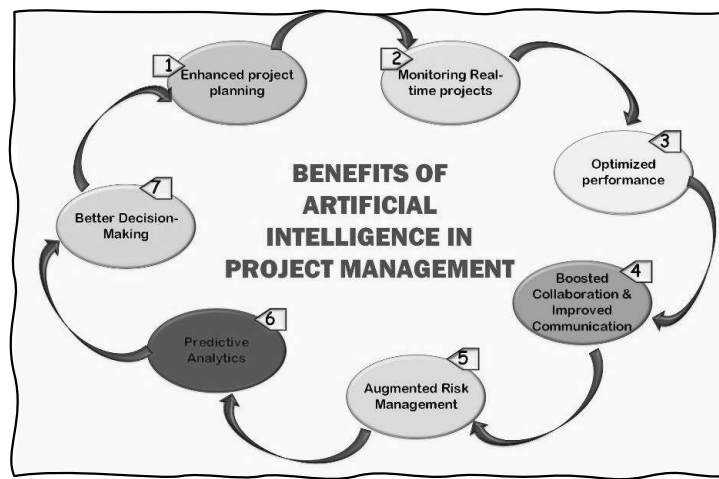 1
Enhanced project
planning
2
Monitoring Real-
time projects
3
Optimized
performance
BENEFITS OF
ARTIFICIAL
INTELLIGENCE IN
PROJECT MANAGEMENT
4
Boosted
Collaboration &
Improved
Communication
5
Augmented Risk
Management
6
Predictive
Analytics
7
Better Decision-
Making